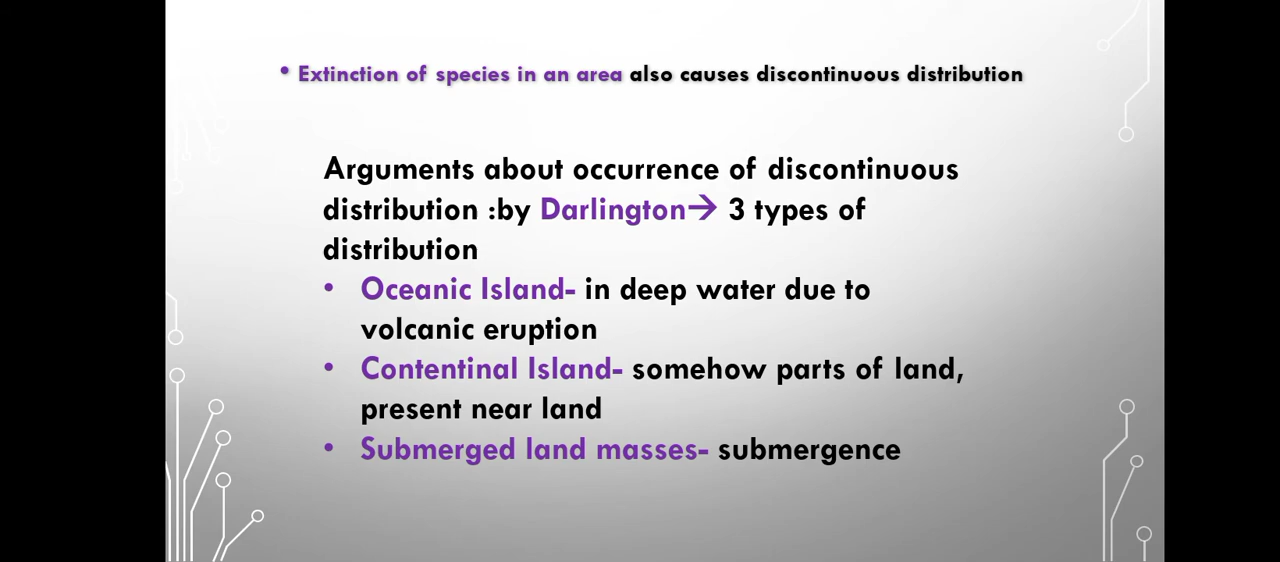 • Extinction of species in an area also causes discontinuous distribution
Arguments about occurrence of discontinuous
distribution :by Darlington→ 3 types of
distribution
• Oceanic Island- in deep water due to
volcanic eruption
• Contentinal Island- somehow parts of land,
present near land
• Submerged land masses- submergence